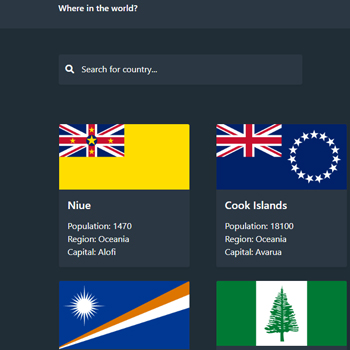 Where in the world?
Search for country...
Niue
Population: 1470
Region: Oceania
Capital: Alofi
Cook Islands
Population: 18100
Region: Oceania
Capital: Avarua